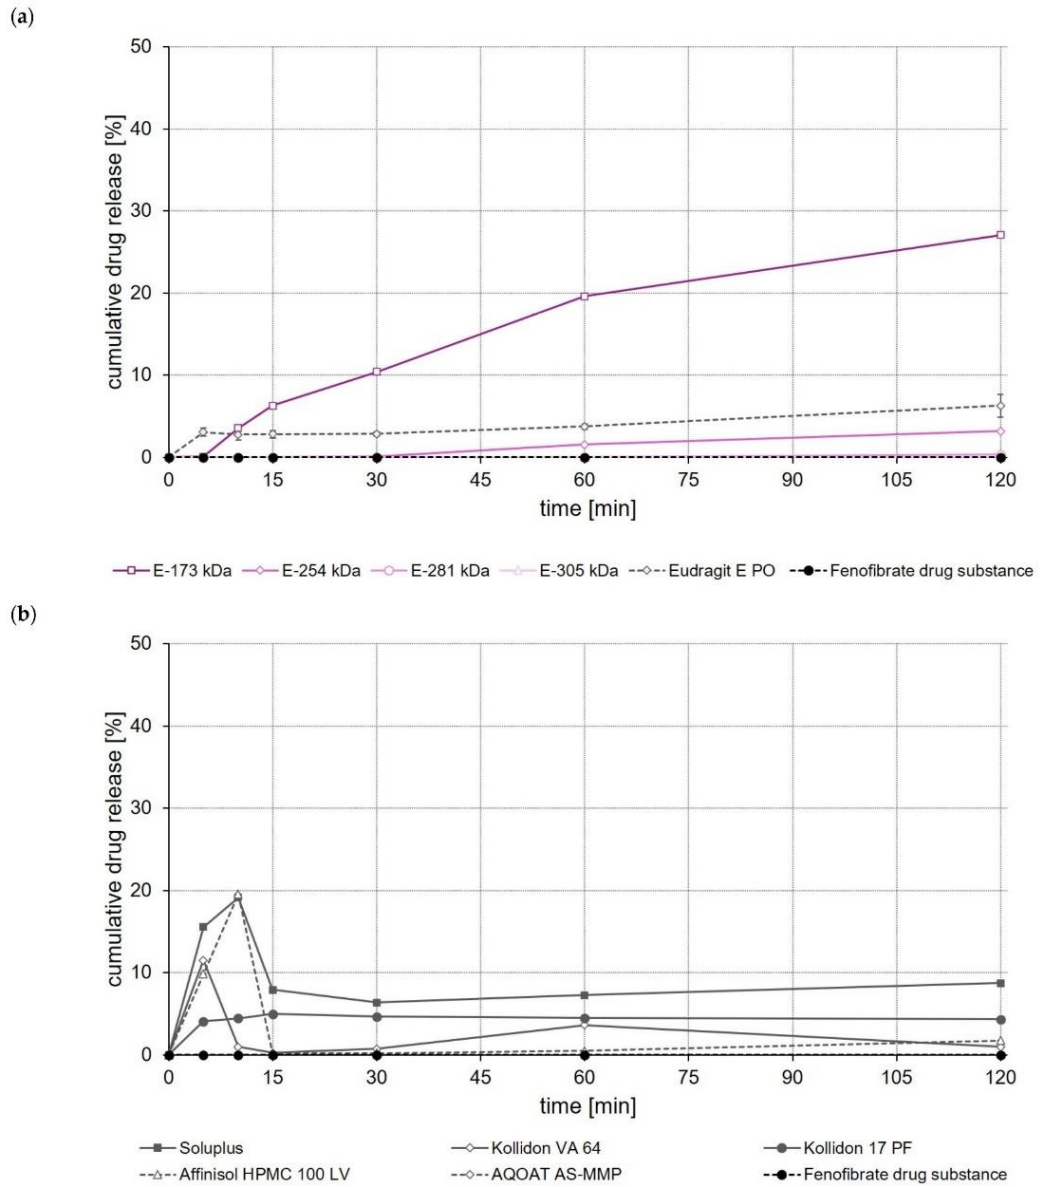 (a)
50
40
30
20
10
0
cumulative drug release [%]
0 15 30 45 60 75 90 105 120
time [min]
E-173 kDa E-254 kDa E-281 kDa E-305 kDa Eudragit E PO Fenofibrate drug substance
(b)
50
40
30
20
10
0
cumulative drug release [%]
0 15 30 45 60 75 90 105 120
time [min]
Soluplus Kollidon VA 64 Kollidon 17 PF
Affinisol HPMC 100 LV AQOAT AS-MMP Fenofibrate drug substance